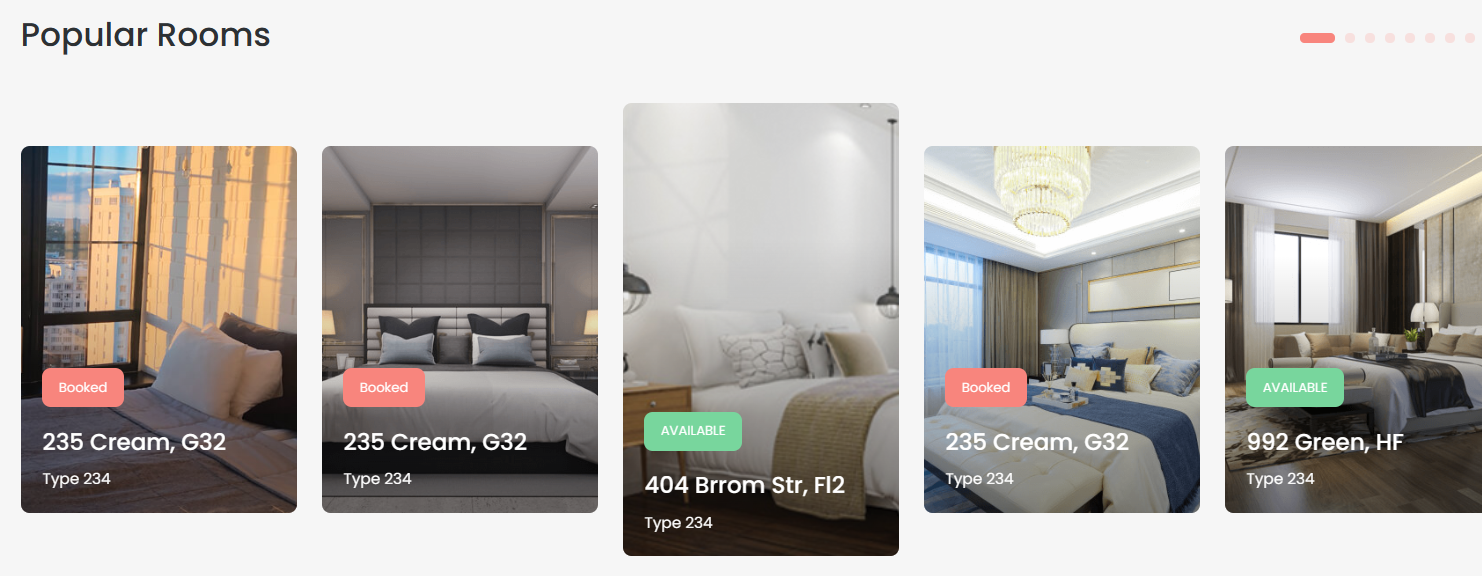 Popular Rooms
Booked
235 Cream, G32
Type 234
Booked
235 Cream, G32
Type 234
AVAILABLE
404 Brrom Str, Fl2
Type 234
Booked
235 Cream, G32
Type 234
AVAILABLE
992 Green, HF
Type 234